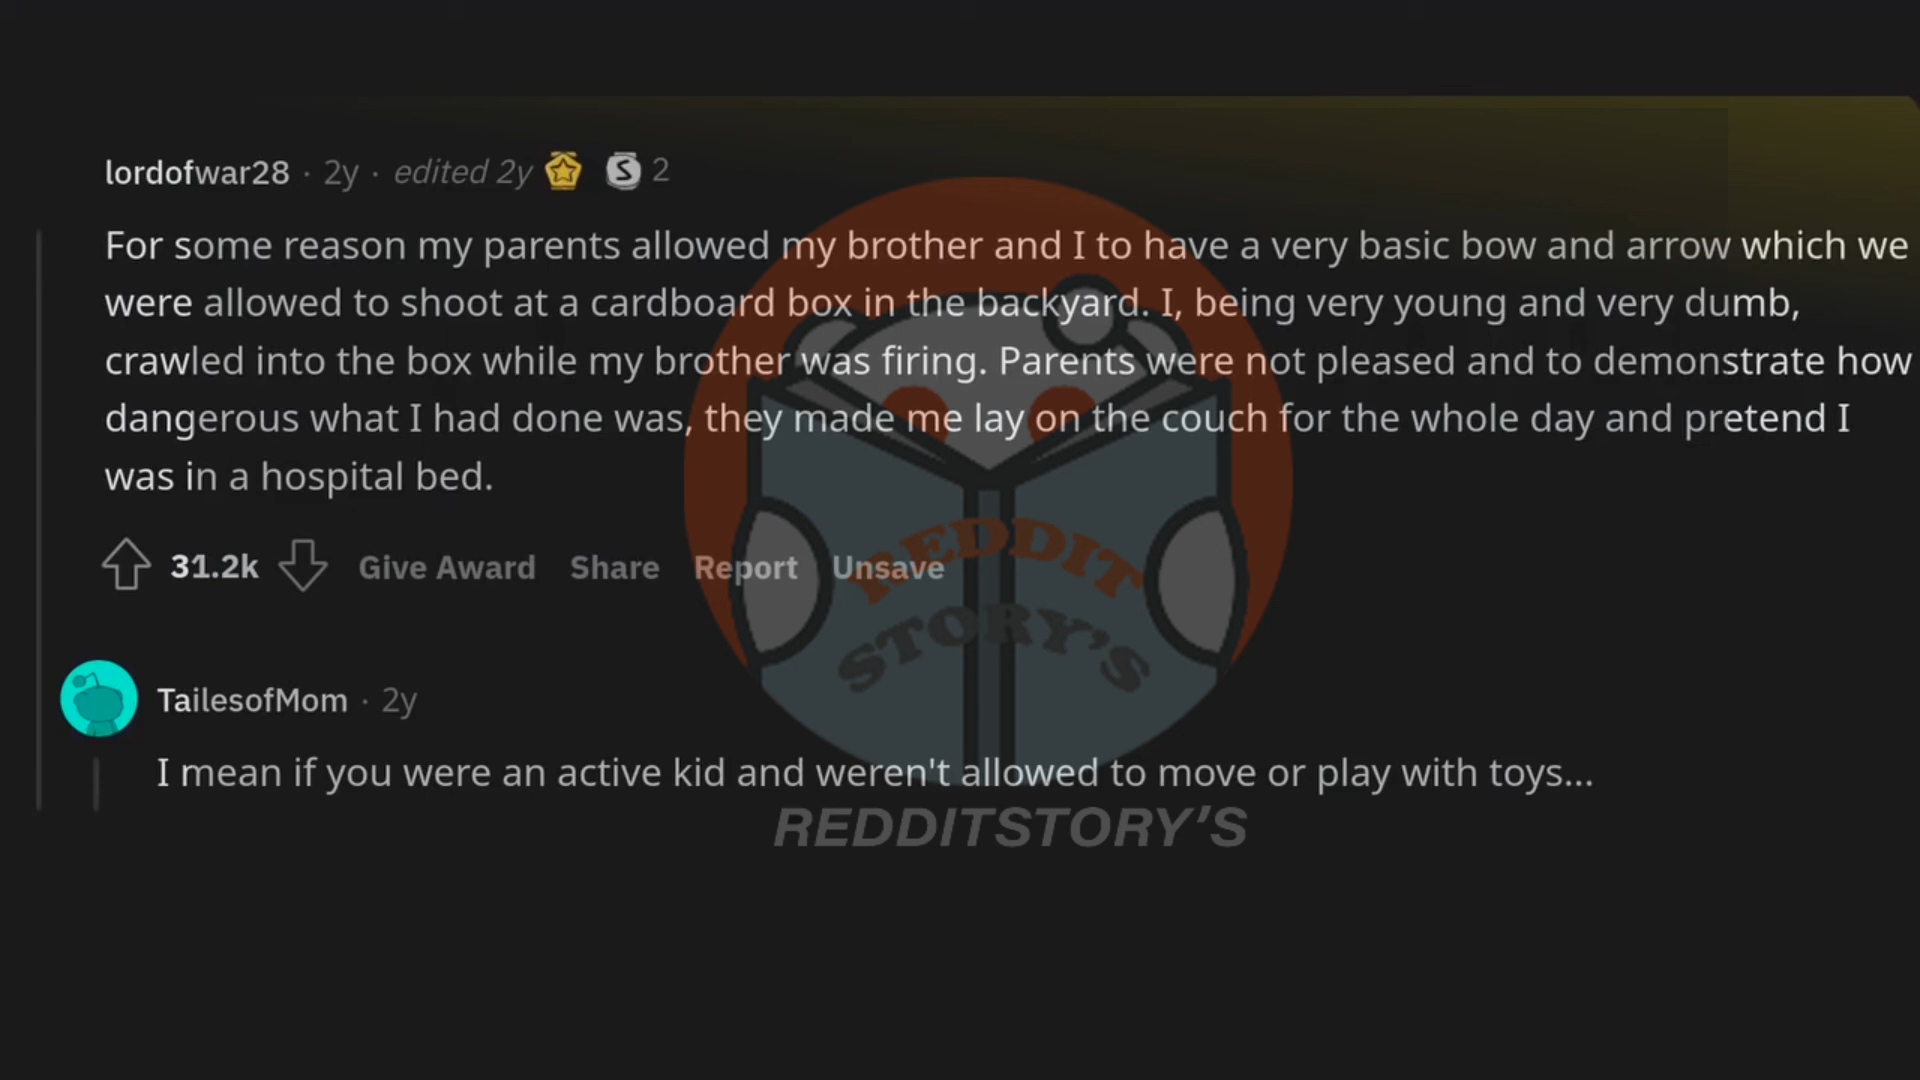 lordofwar28 · 2y · edited 2y 2
For some reason my parents allowed my brother and I to have a very basic bow and arrow which we
were allowed to shoot at a cardboard box in the backyard. I, being very young and very dumb,
crawled into the box while my brother was firing. Parents were not pleased and to demonstrate how
dangerous what I had done was, they made me lay on the couch for the whole day and pretend I
was in a hospital bed.
31.2k Give Award Share Report Unsave
REDDIT
STORY'S
TailesofMom · 2y
I mean if you were an active kid and weren't allowed to move or play with toys...
REDDITSTORY'S